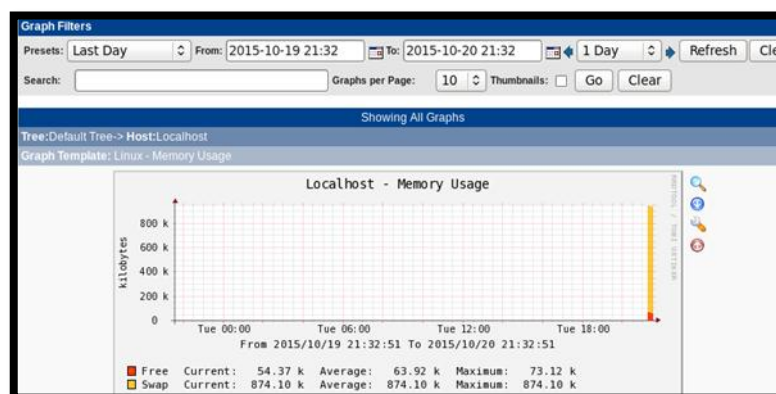 Graph Filters
Presets: Last Day From: 2015-10-19 21:32 To: 2015-10-20 21:32 1 Day Refresh Cle
Search: Graphs per Page: 10 Thumbnails: Go Clear
Showing All Graphs
Tree:Default Tree-> Host:Localhost
Graph Template: Linux - Memory Usage
Localhost - Memory Usage
kilobytes
800 k
600 k
400 k
200 k
0
Tue 00:00 Tue 06:00 Tue 12:00 Tue 18:00
From 2015/10/19 21:32:51 To 2015/10/20 21:32:51
Free Current: 54.37 k Average: 63.92 k Maximum: 73.12 k
Swap Current: 874.10 k Average: 874.10 k Maximum: 874.10 k